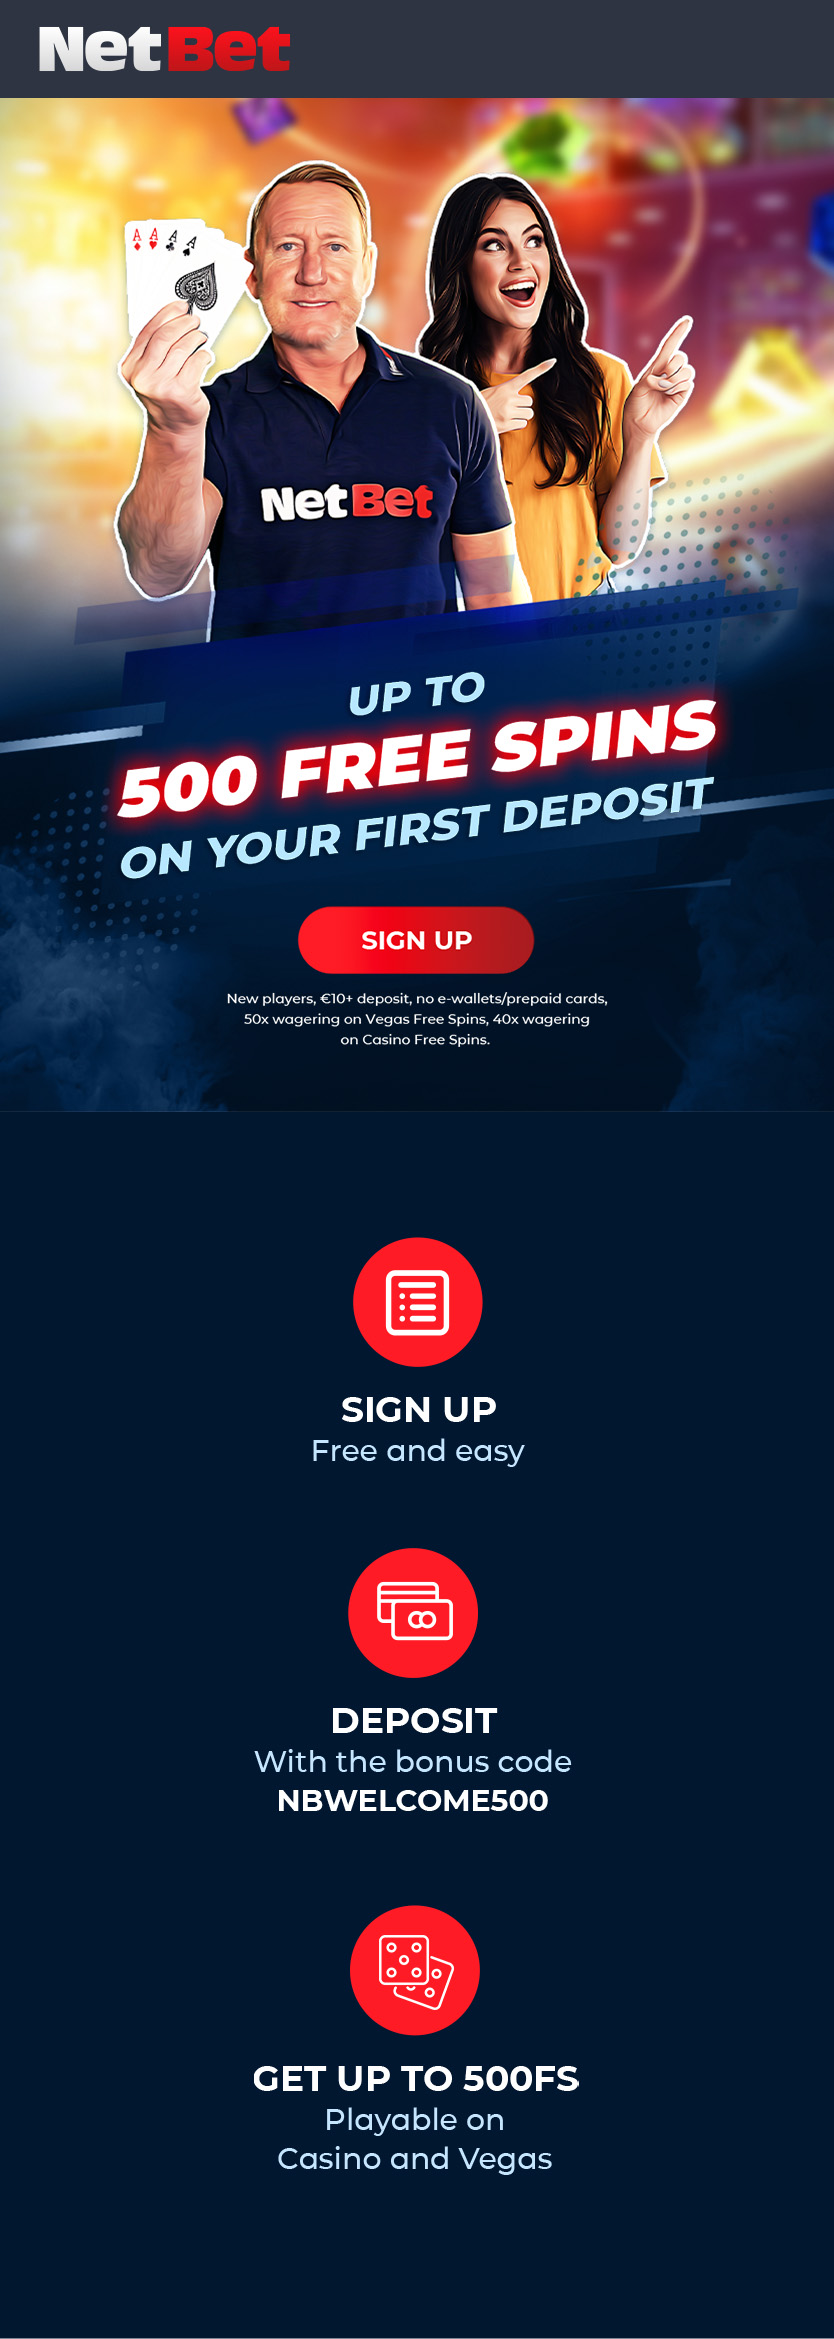 NetBet
A A A A
NetBet
UP TO
500 FREE SPINS
ON YOUR FIRST DEPOSIT
SIGN UP
New players, €10+ deposit, no e-wallets/prepaid cards,
50x wagering on Vegas Free Spins, 40x wagering
on Casino Free Spins.
SIGN UP
Free and easy
DEPOSIT
With the bonus code
NBWELCOME500
GET UP TO 500FS
Playable on
Casino and Vegas